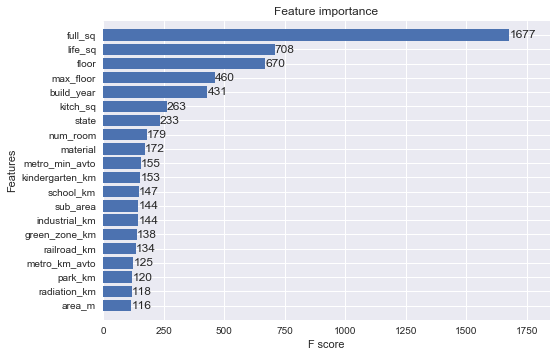 Feature importance
Features
full_sq 1677
life_sq 708
floor 670
max_floor 460
build_year 431
kitch_sq 263
state 233
num_room 179
material 172
metro_min_avto 155
kindergarten_km 153
school_km 147
sub_area 144
industrial_km 144
green_zone_km 138
railroad_km 134
metro_km_avto 125
park_km 120
radiation_km 118
area_m 116
0 250 500 750 1000 1250 1500 1750
F score